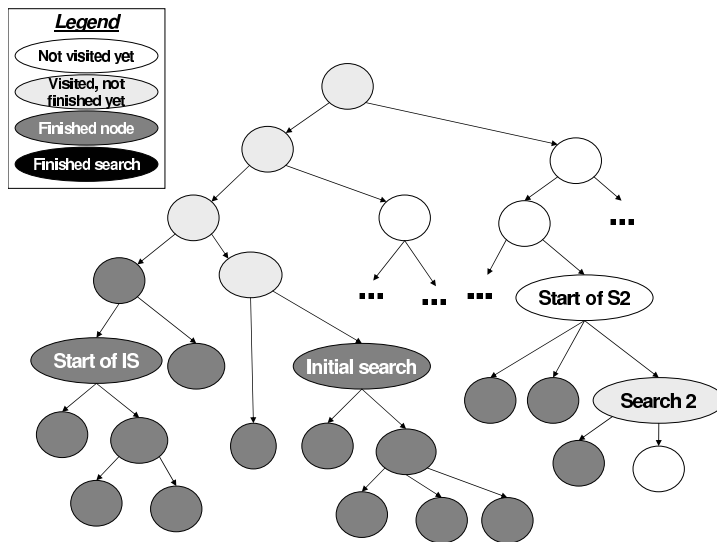 Legend
Not visited yet
Visited, not
finished yet
Finished node
Finished search
...
... ... ...
Start of S2
Start of IS
Initial search
Search 2